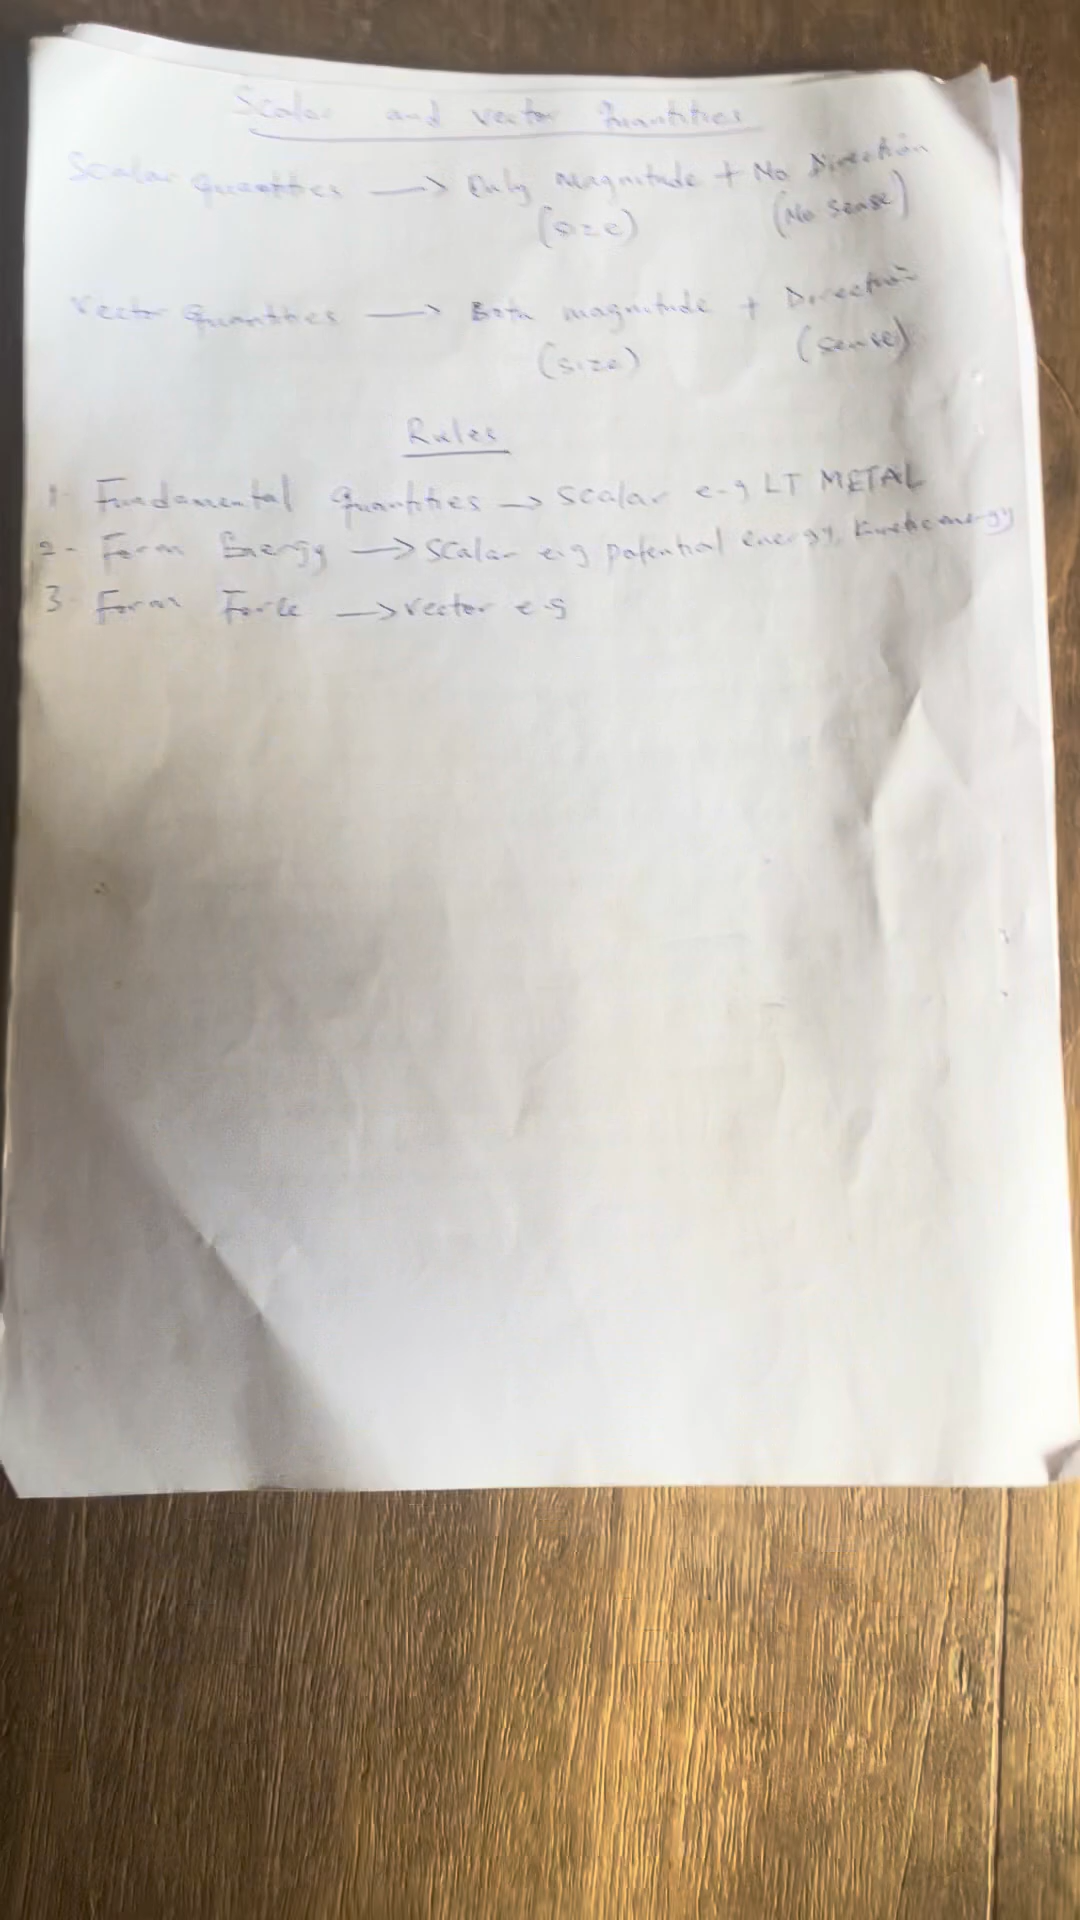 Scalar and vector Quantities
Scalar Quantities → Only magnitude + No Direction
(size) (No sense)
Vector Quantities → Both magnitude + Direction
(size) (sense)
Rules
1- Fundamental Quantities → scalar e-g LT METAL
2- Form Energy → scalar e.g potential energy, kinetic energy
3- Form Force → vector e-g